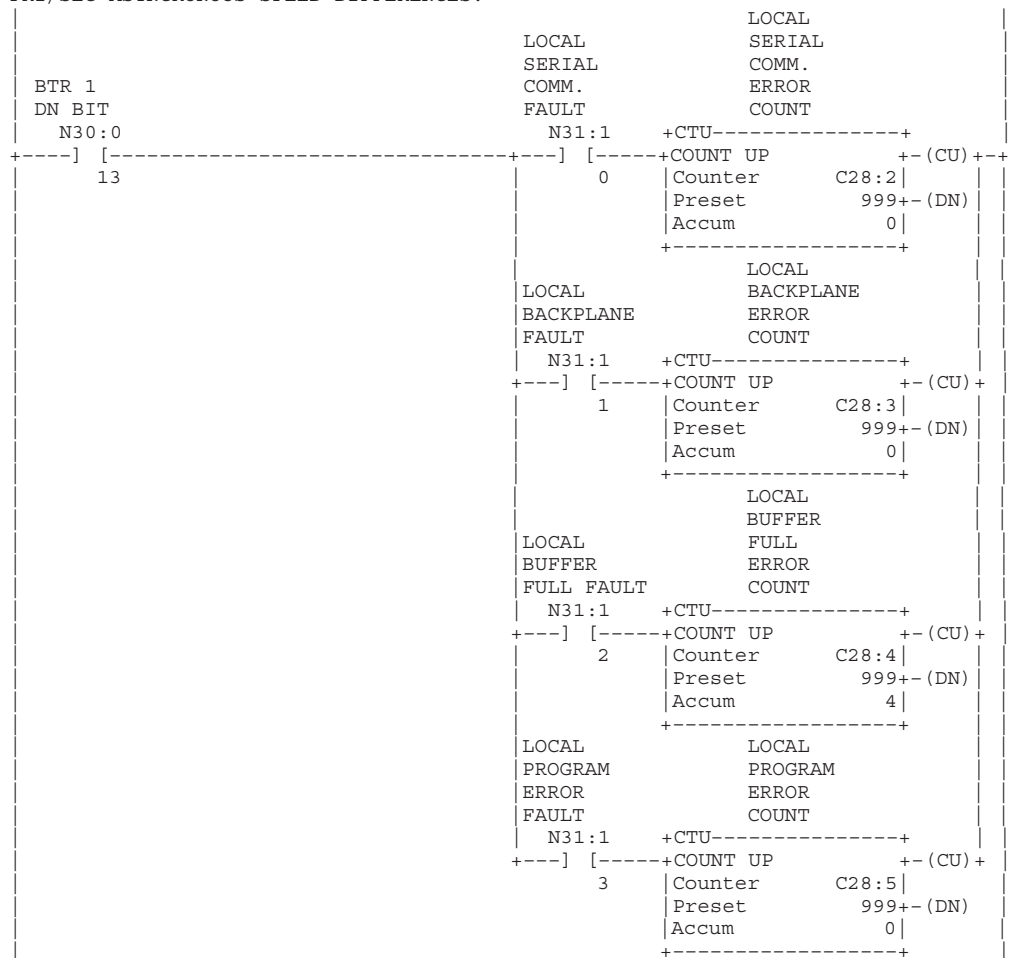 PRI/SEC ASYNCHRONOUS SPEED DIFFERENCES.
LOCAL
LOCAL SERIAL
SERIAL COMM.
BTR 1 COMM. ERROR
DN BIT FAULT COUNT
N30:0 N31:1 +CTU---------------+
+----] [--------------------------------+---] [-----+COUNT UP +-(CU)+-+
13 0 |Counter C28:2|
|Preset 999+-(DN)|
|Accum 0|
+------------------+
LOCAL
LOCAL BACKPLANE
BACKPLANE ERROR
FAULT COUNT
N31:1 +CTU---------------+
+---] [-----+COUNT UP +-(CU)+
1 |Counter C28:3|
|Preset 999+-(DN)|
|Accum 0|
+------------------+
LOCAL
BUFFER
LOCAL FULL
BUFFER ERROR
FULL FAULT COUNT
N31:1 +CTU---------------+
+---] [-----+COUNT UP +-(CU)+
2 |Counter C28:4|
|Preset 999+-(DN)|
|Accum 4|
+------------------+
LOCAL LOCAL
PROGRAM PROGRAM
ERROR ERROR
FAULT COUNT
N31:1 +CTU---------------+
+---] [-----+COUNT UP +-(CU)+
3 |Counter C28:5|
|Preset 999+-(DN)
|Accum 0|
+------------------+